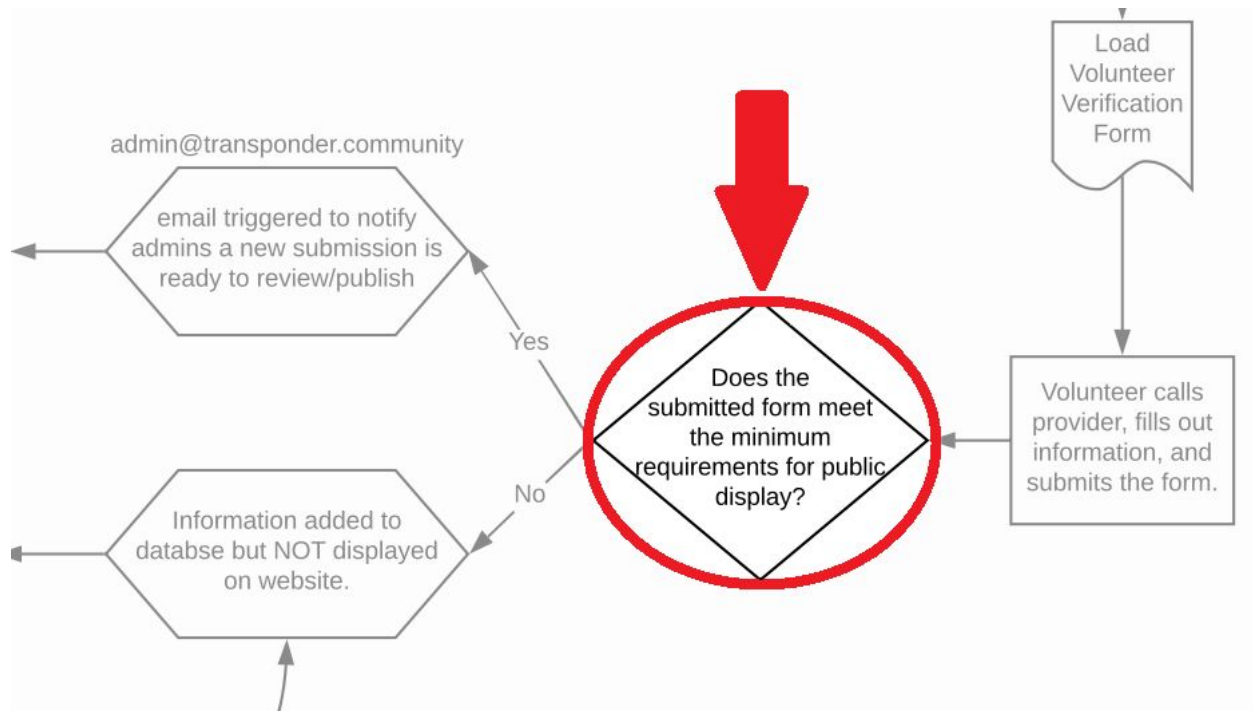 Load
Volunteer
Verification
Form
admin@transponder.community
email triggered to notify
admins a new submission is
ready to review/publish
Yes
Does the
submitted form meet
the minimum
requirements for public
display?
Volunteer calls
provider, fills out
information, and
submits the form.
No
Information added to
databse but NOT displayed
on website.